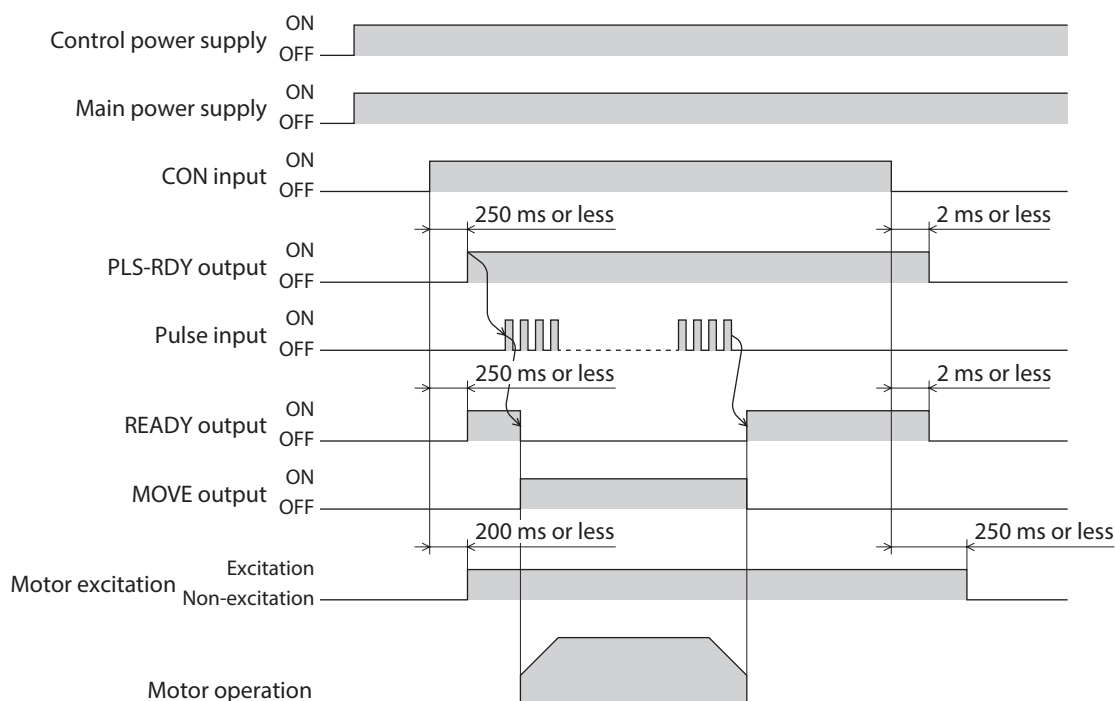 Control power supply
ON
OFF
Main power supply
ON
OFF
CON input
ON
OFF
250 ms or less
2 ms or less
PLS-RDY output
ON
OFF
Pulse input
ON
OFF
250 ms or less
2 ms or less
READY output
ON
OFF
MOVE output
ON
OFF
200 ms or less
250 ms or less
Motor excitation
Excitation
Non-excitation
Motor operation